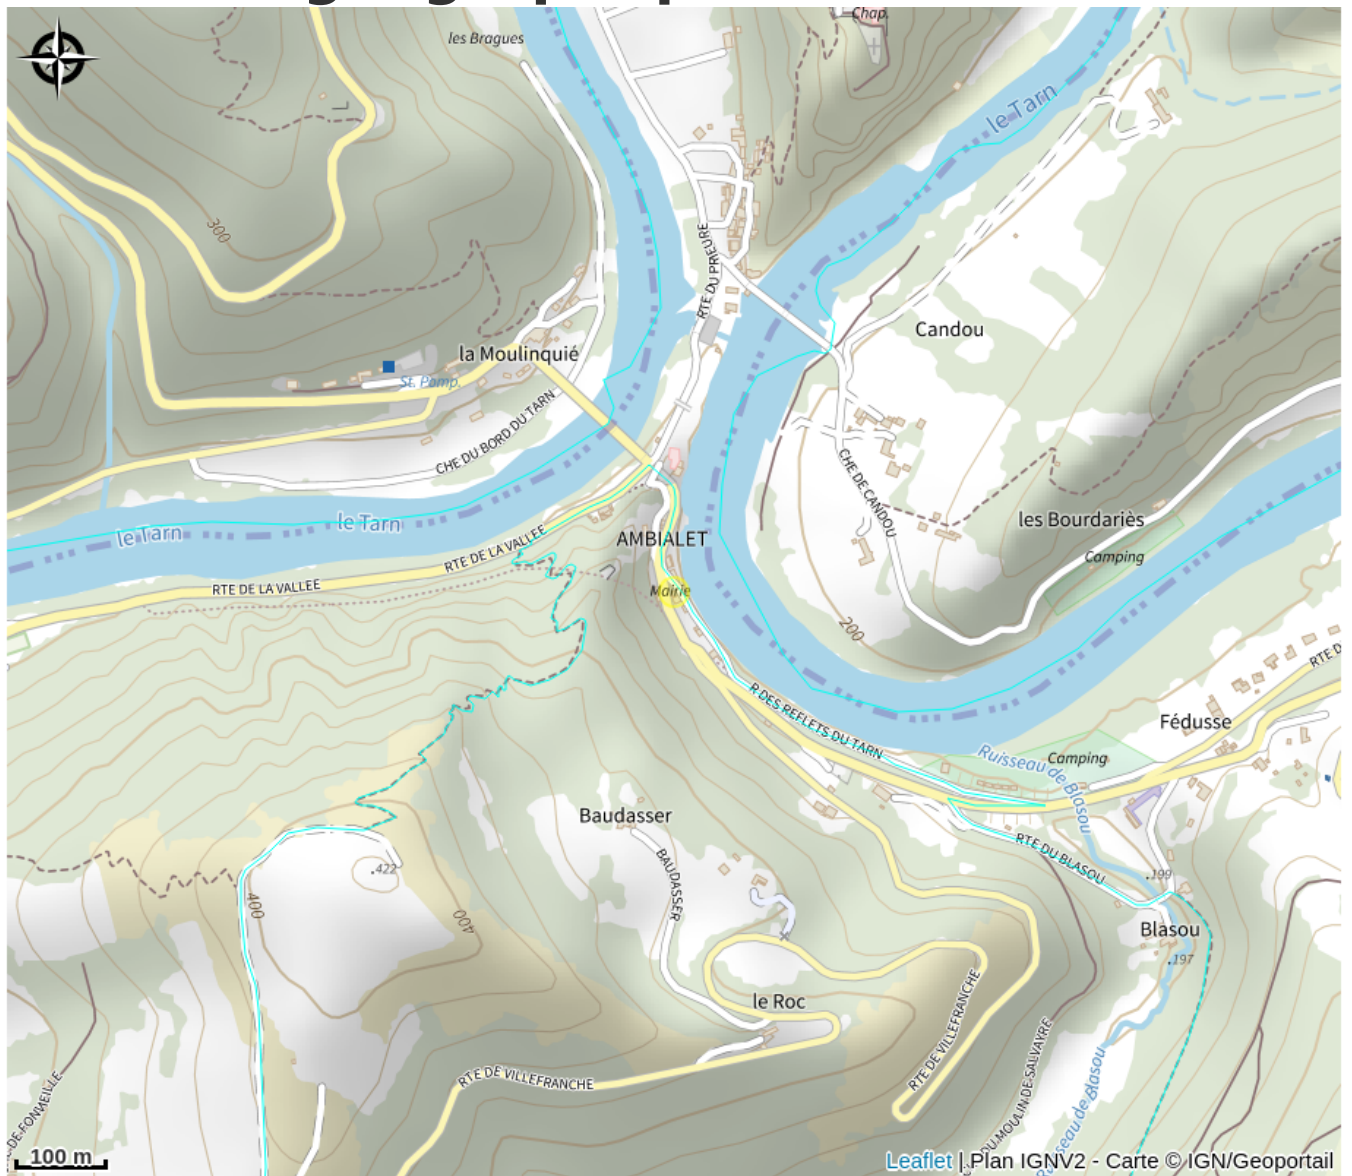 les Bragues
Chap.
le Tarn
300
RTE DU PRIEURÉ
Candou
la Moulinquié
St. Pomp.
CHE DU BORD DU TARN
CHE DE CANDOU
les Bourdariès
Camping
le Tarn
le Tarn
RTE DE LA VALLEE
AMBIALET
RTE DE LA VALLEE
Mairie
200
RTE D
R DES REFLETS DU TARN
Fédusse
Ruisseau de Blasou
Camping
Baudasser
BAUDASSER
RTE DU BLASOU
.422
.199
400
400
Blasou
.197
le Roc
RTE DE VILLEFRANCHE
RTE DE VILLEFRANCHE
DU MOULIN DE SALVAYRE
Ruisseau de Blasou
DE FONVEILLE
100 m
Leaflet | Plan IGNV2 - Carte © IGN/Geoportail